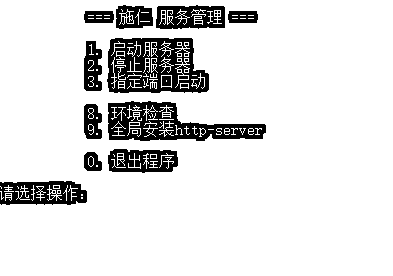 === 施仁 服务管理 ===
1. 启动服务器
2. 停止服务器
3. 指定端口启动
8. 环境检查
9. 全局安装http-server
0. 退出程序
请选择操作: